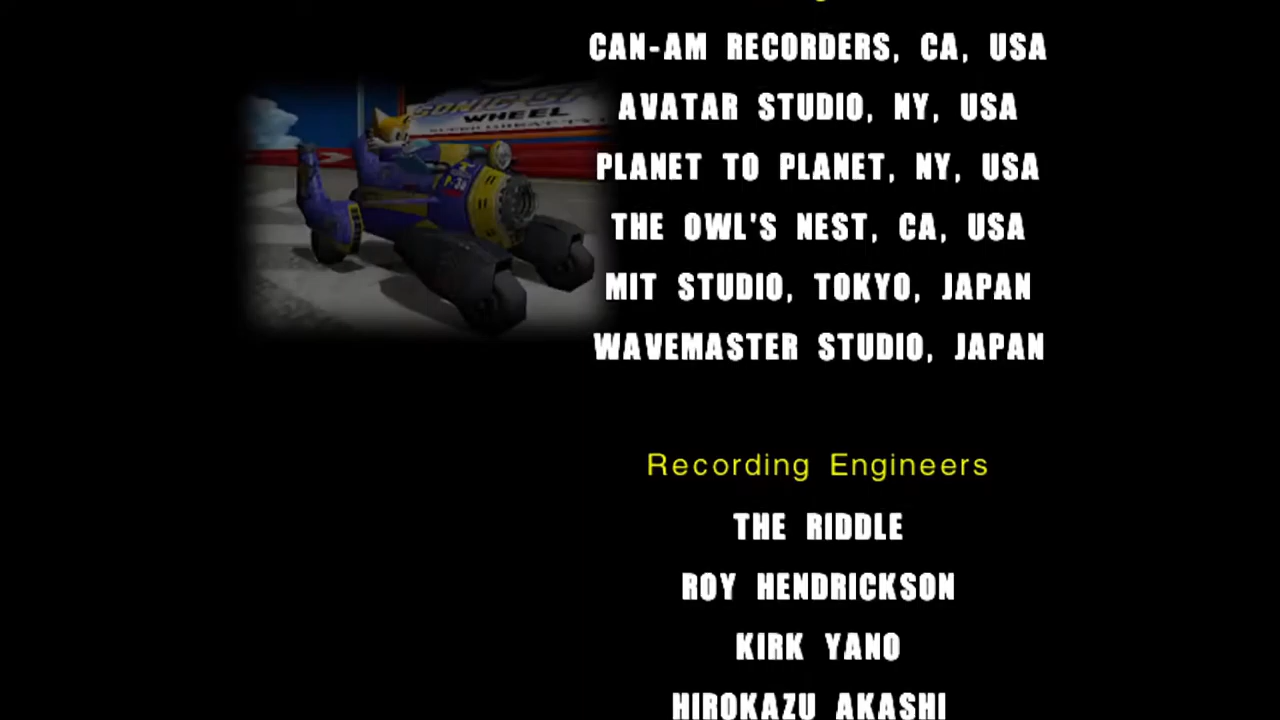 CAN-AM RECORDERS, CA, USA
AVATAR STUDIO, NY, USA
PLANET TO PLANET, NY, USA
THE OWL'S NEST, CA, USA
MIT STUDIO, TOKYO, JAPAN
WAVEMASTER STUDIO, JAPAN
WHEEL
Recording Engineers
THE RIDDLE
ROY HENDRICKSON
KIRK YANO
HIROKAZU AKASHI